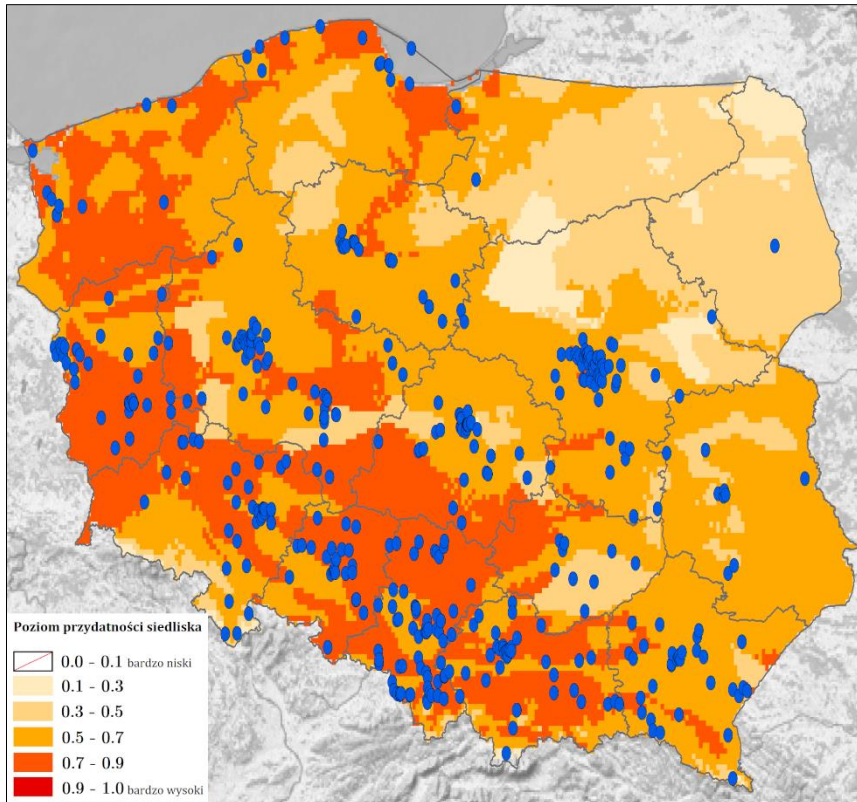 Poziom przydatności siedliska
0.0 - 0.1 bardzo niski
0.1 - 0.3
0.3 - 0.5
0.5 - 0.7
0.7 - 0.9
0.9 - 1.0 bardzo wysoki